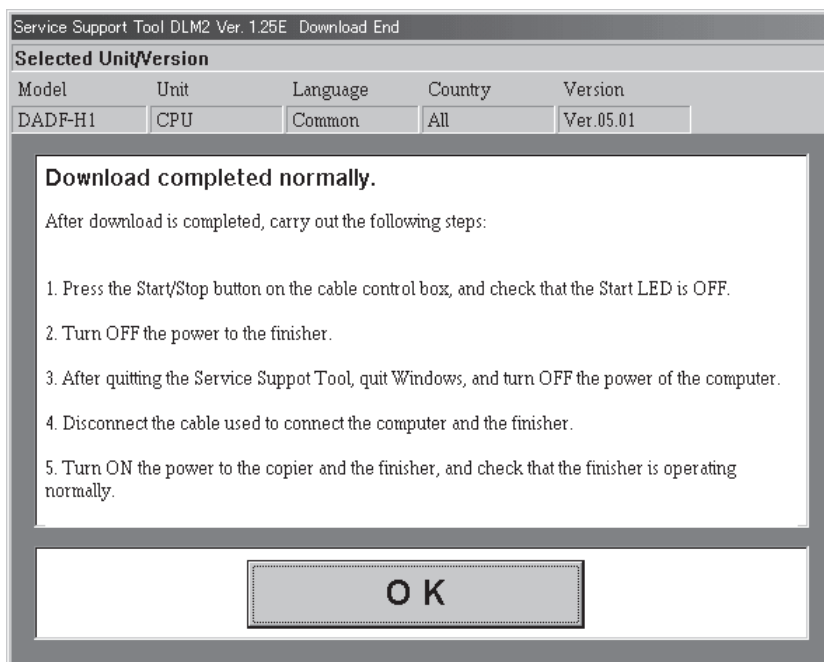 Service Support Tool DLM2 Ver. 1.25E Download End
Selected Unit/Version
Model Unit Language Country Version
DADF-H1 CPU Common All Ver.05.01
Download completed normally.
After download is completed, carry out the following steps:
1. Press the Start/Stop button on the cable control box, and check that the Start LED is OFF.
2. Turn OFF the power to the finisher.
3. After quitting the Service Suppot Tool, quit Windows, and turn OFF the power of the computer.
4. Disconnect the cable used to connect the computer and the finisher.
5. Turn ON the power to the copier and the finisher, and check that the finisher is operating
normally.
O K